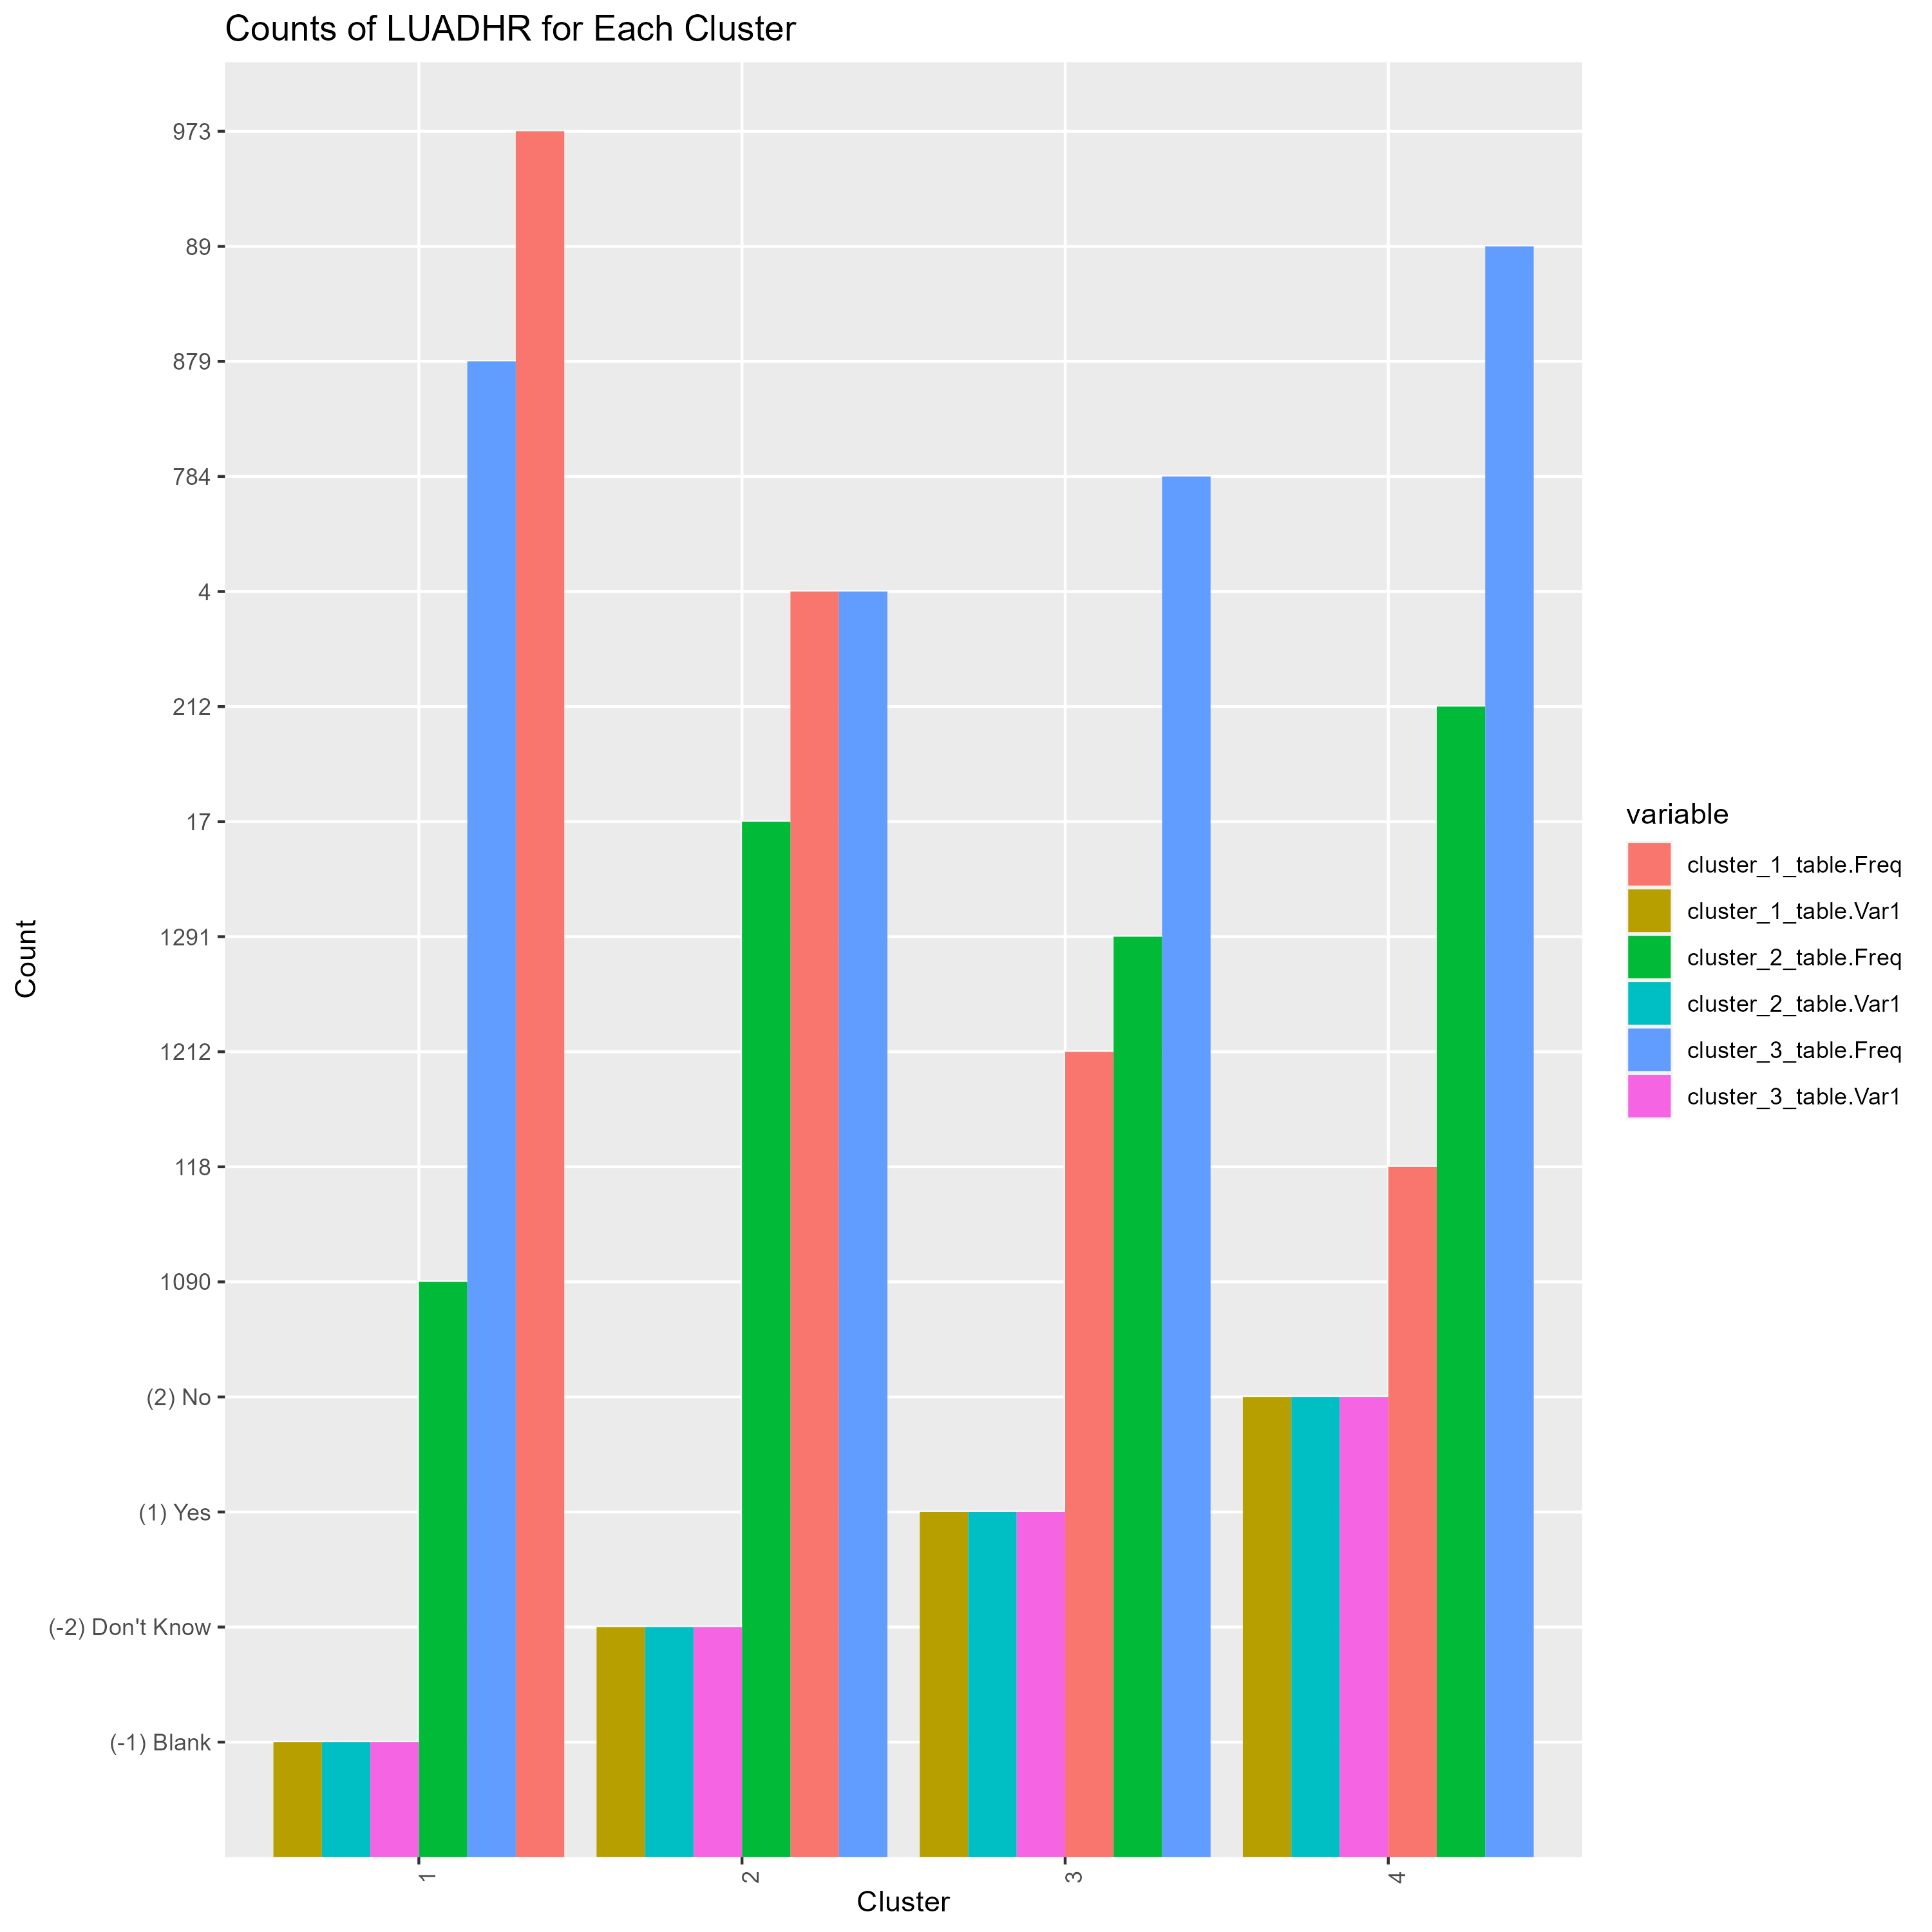 Counts of LUADHR for Each Cluster
973
89
879
784
4
212
17
1291
1212
118
1090
(2) No
(1) Yes
(-2) Don't Know
(-1) Blank
Count
1
2
3
4
Cluster
variable
cluster_1_table.Freq
cluster_1_table.Var1
cluster_2_table.Freq
cluster_2_table.Var1
cluster_3_table.Freq
cluster_3_table.Var1